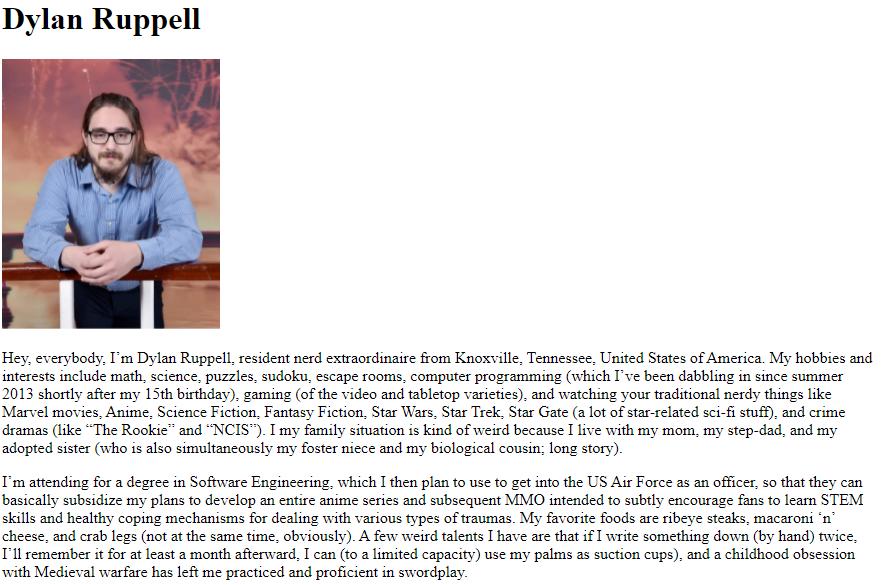 Dylan Ruppell
Hey, everybody, I’m Dylan Ruppell, resident nerd extraordinaire from Knoxville, Tennessee, United States of America. My hobbies and
interests include math, science, puzzles, sudoku, escape rooms, computer programming (which I’ve been dabbling in since summer
2013 shortly after my 15th birthday), gaming (of the video and tabletop varieties), and watching your traditional nerdy things like
Marvel movies, Anime, Science Fiction, Fantasy Fiction, Star Wars, Star Trek, Star Gate (a lot of star-related sci-fi stuff), and crime
dramas (like “The Rookie” and “NCIS”). I my family situation is kind of weird because I live with my mom, my step-dad, and my
adopted sister (who is also simultaneously my foster niece and my biological cousin; long story).
I’m attending for a degree in Software Engineering, which I then plan to use to get into the US Air Force as an officer, so that they can
basically subsidize my plans to develop an entire anime series and subsequent MMO intended to subtly encourage fans to learn STEM
skills and healthy coping mechanisms for dealing with various types of traumas. My favorite foods are ribeye steaks, macaroni ‘n’
cheese, and crab legs (not at the same time, obviously). A few weird talents I have are that if I write something down (by hand) twice,
I’ll remember it for at least a month afterward, I can (to a limited capacity) use my palms as suction cups), and a childhood obsession
with Medieval warfare has left me practiced and proficient in swordplay.